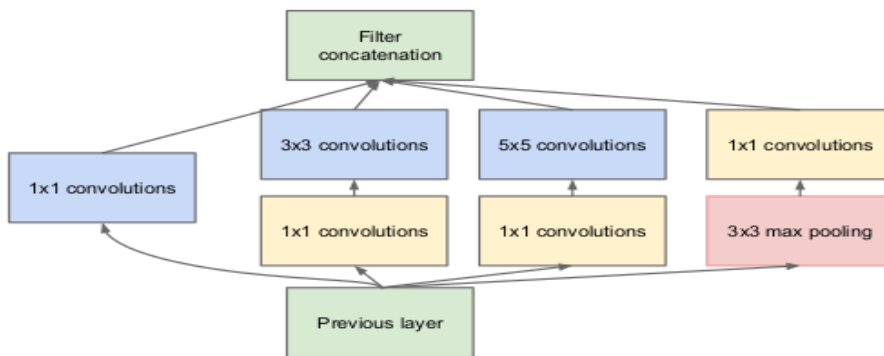 Filter
concatenation
3x3 convolutions
5x5 convolutions
1x1 convolutions
1x1 convolutions
1x1 convolutions
1x1 convolutions
3x3 max pooling
Previous layer